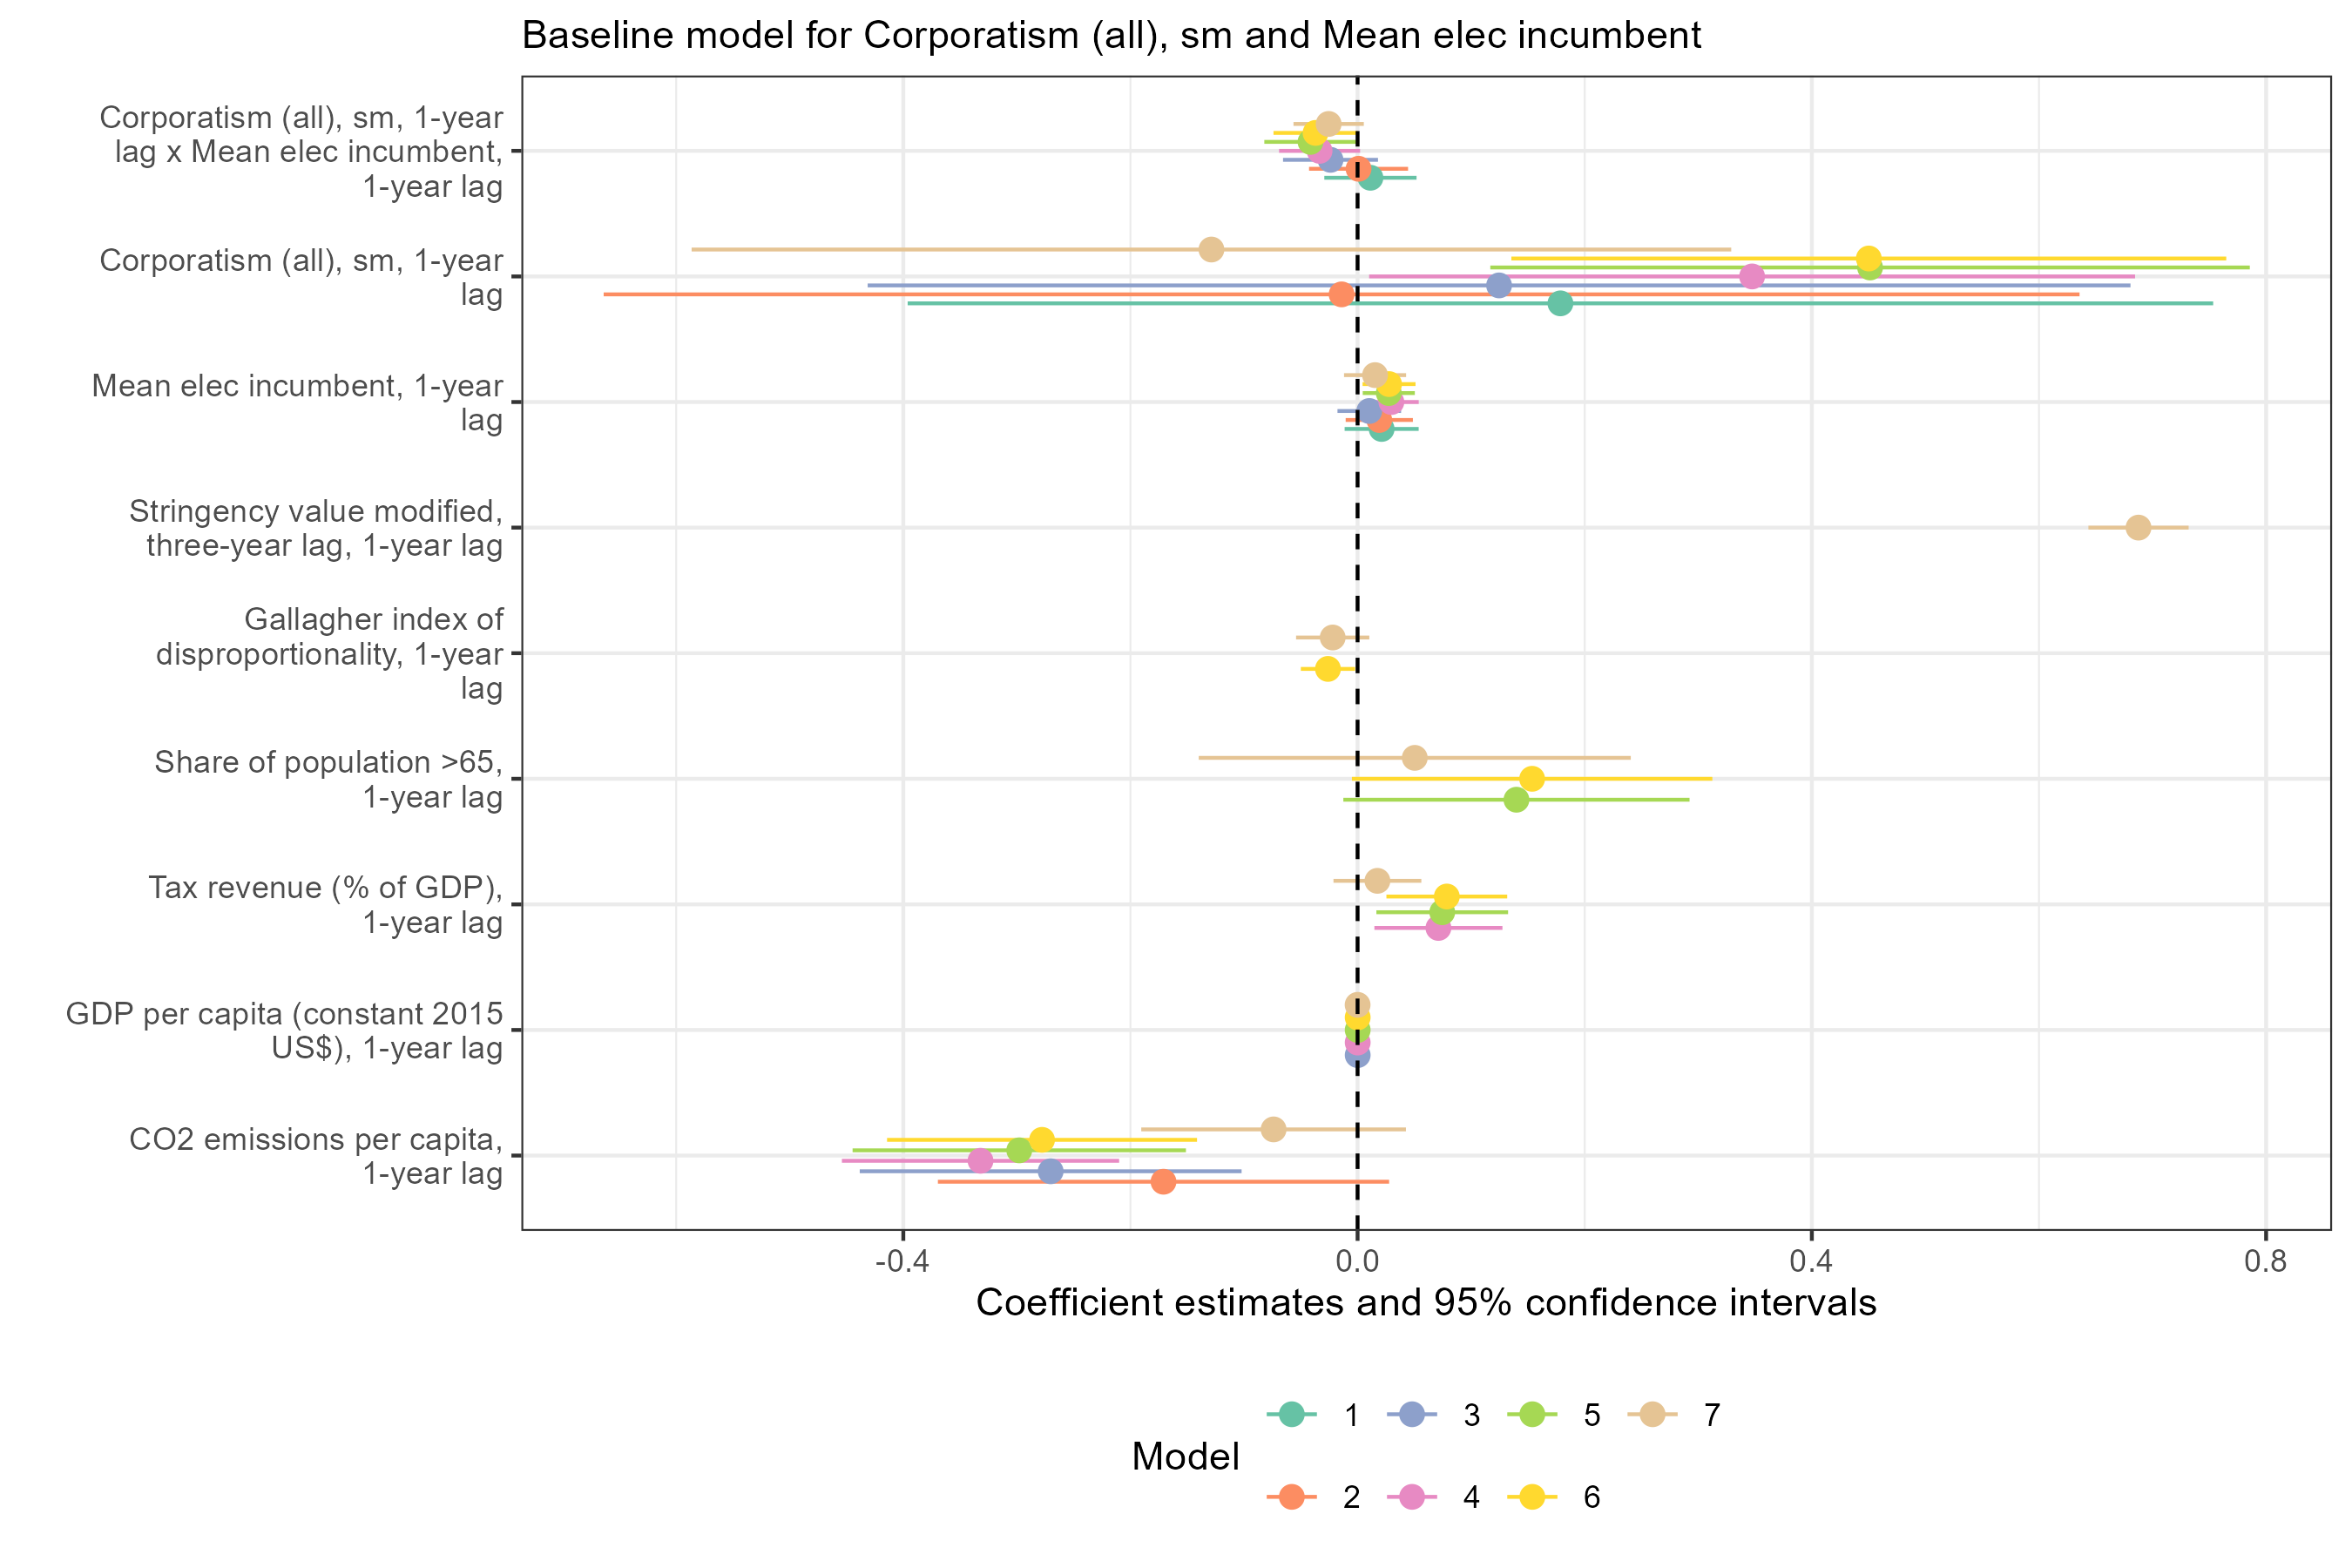 Baseline model for Corporatism (all), sm and Mean elec incumbent
Corporatism (all), sm, 1-year
lag x Mean elec incumbent,
1-year lag
Corporatism (all), sm, 1-year
lag
Mean elec incumbent, 1-year
lag
Stringency value modified,
three-year lag, 1-year lag
Gallagher index of
disproportionality, 1-year
lag
Share of population >65,
1-year lag
Tax revenue (% of GDP),
1-year lag
GDP per capita (constant 2015
US$), 1-year lag
CO2 emissions per capita,
1-year lag
-0.4 0.0 0.4 0.8
Coefficient estimates and 95% confidence intervals
Model
1 3 5 7
2 4 6